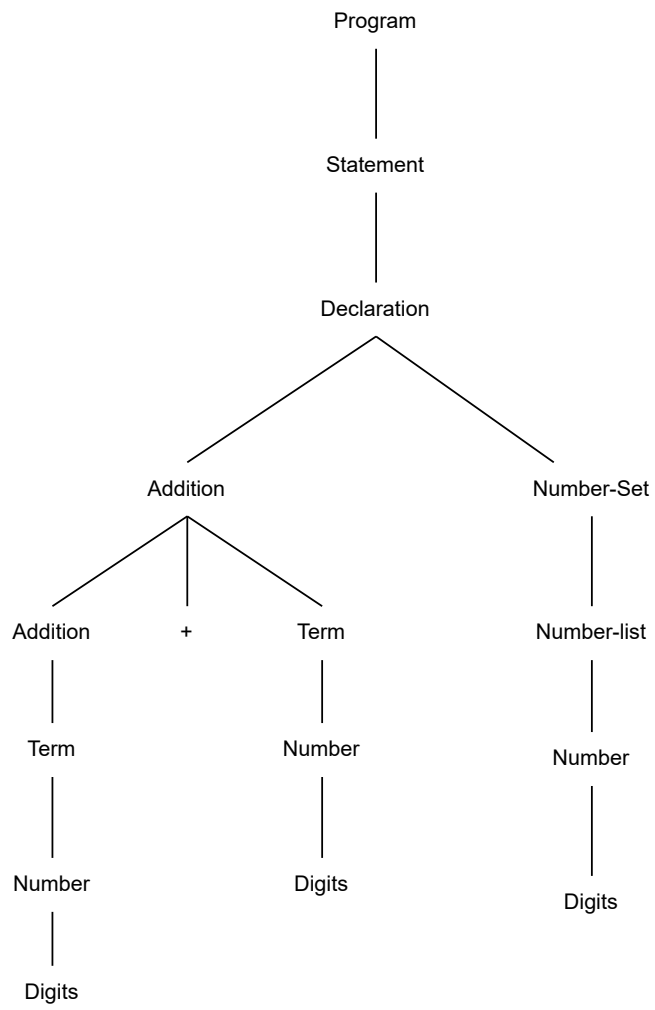 Program
Statement
Declaration
Addition
Number-Set
Addition
+
Term
Number-list
Term
Number
Number
Number
Digits
Digits
Digits